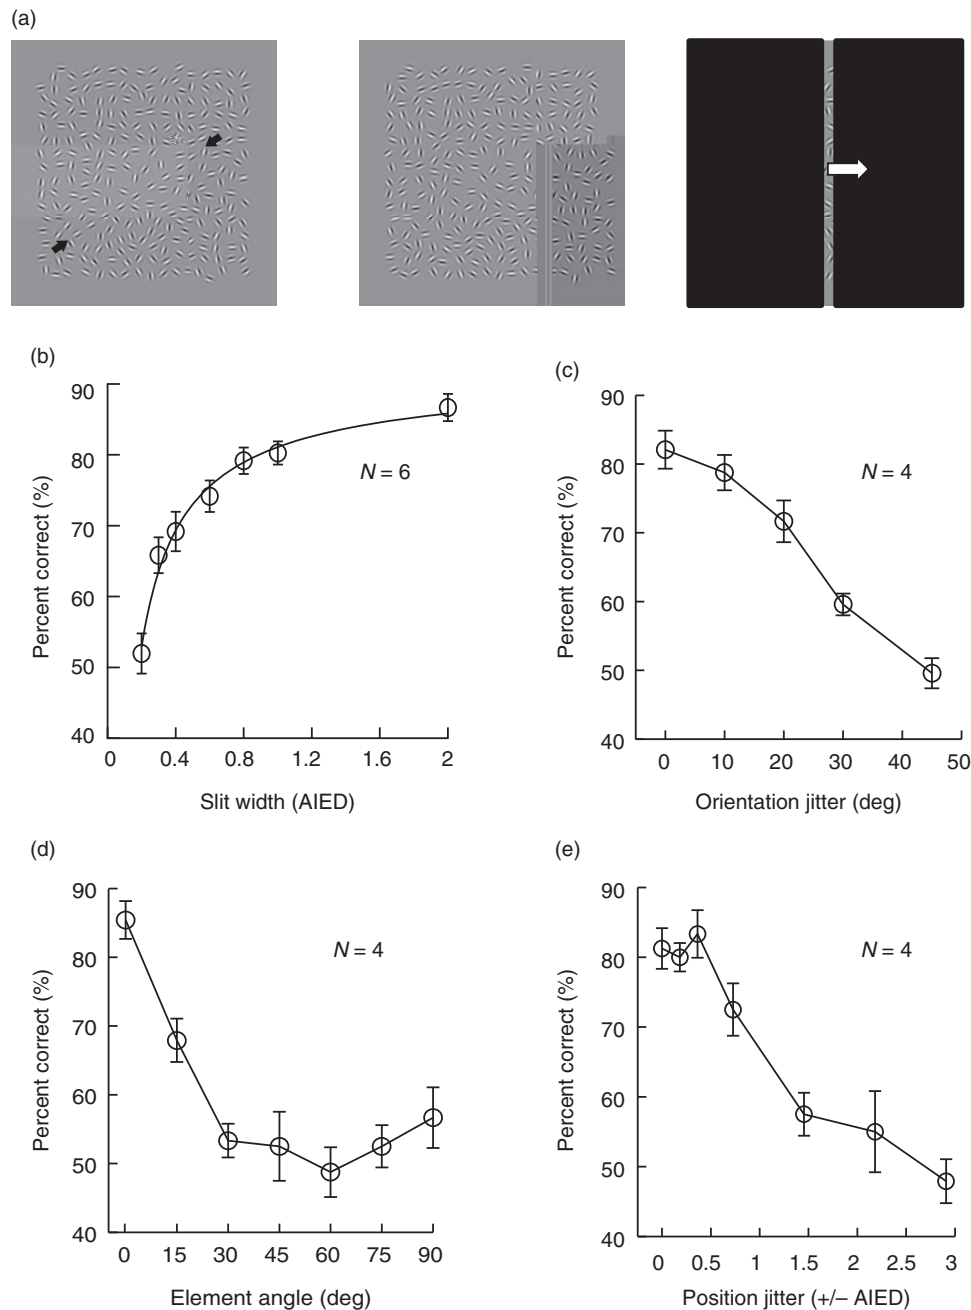 (a)
(b)
90
80
70
60
50
40
0
0.4
0.8
1.2
1.6
2
Percent correct (%)
Slit width (AIED)
N = 6
(c)
90
80
70
60
50
40
0
10
20
30
40
50
Percent correct (%)
Orientation jitter (deg)
N = 4
(d)
90
80
70
60
50
40
0
15
30
45
60
75
90
Percent correct (%)
Element angle (deg)
N = 4
(e)
90
80
70
60
50
40
0
0.5
1
1.5
2
2.5
3
Percent correct (%)
Position jitter (+/– AIED)
N = 4